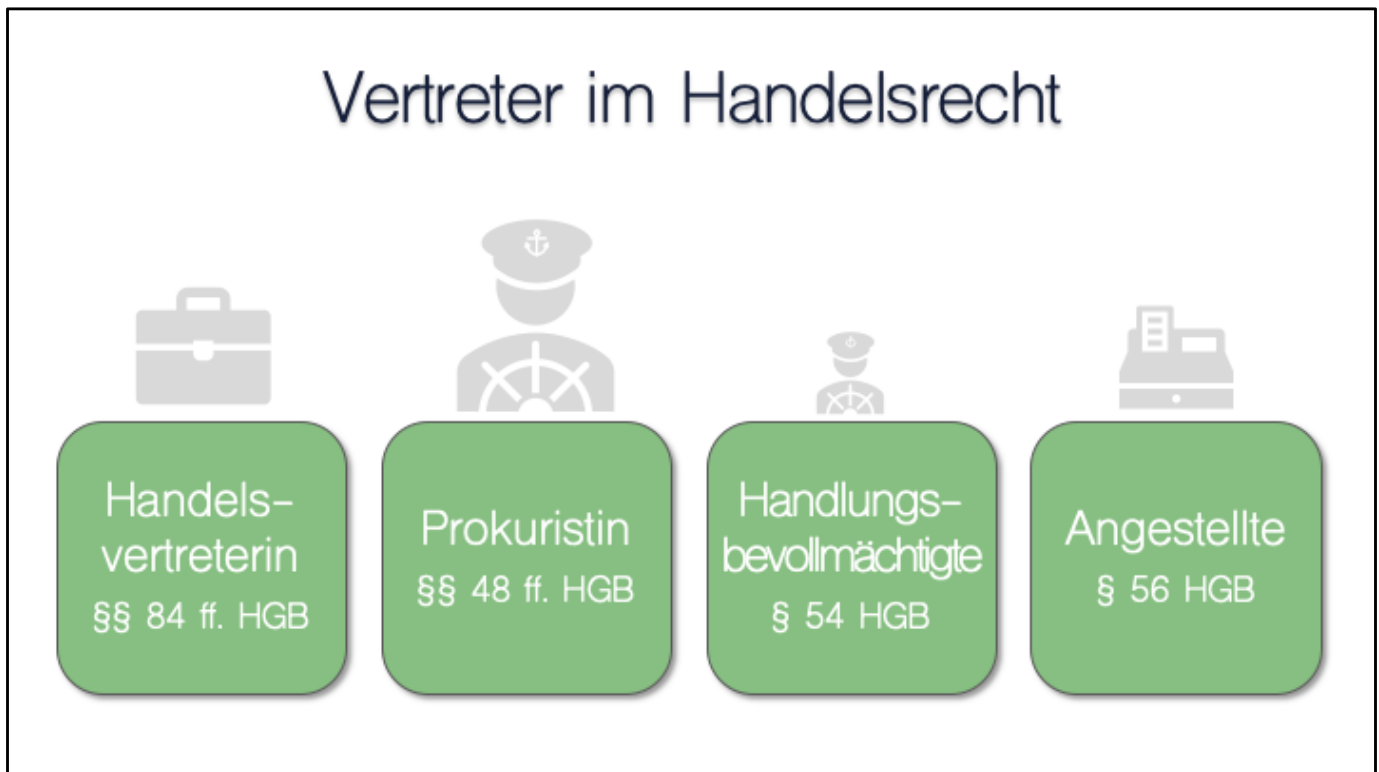 Vertreter im Handelsrecht
Handels-
vertreterin
§§ 84 ff. HGB
Prokuristin
§§ 48 ff. HGB
Handlungs-
bevollmächtigte
§ 54 HGB
Angestellte
§ 56 HGB